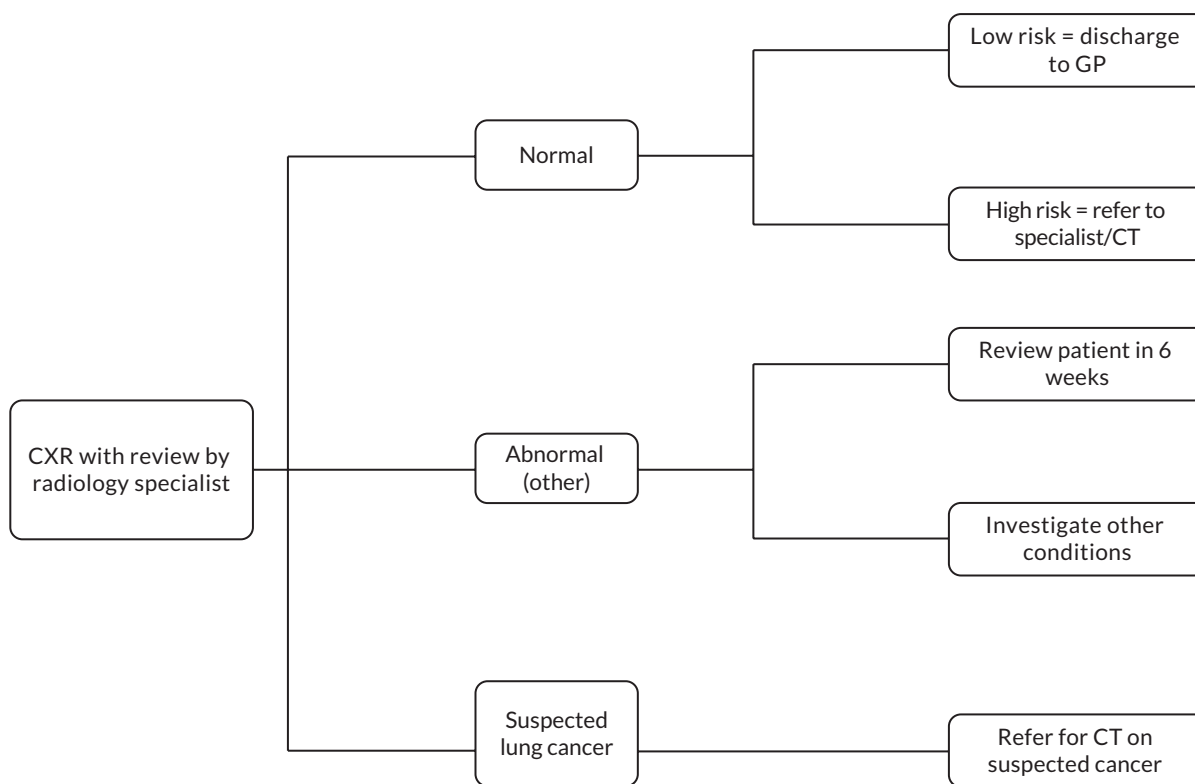 Low risk = discharge
to GP
Normal
High risk = refer to
specialist/CT
Review patient in 6
weeks
CXR with review by
radiology specialist
Abnormal
(other)
Investigate other
conditions
Suspected
lung cancer
Refer for CT on
suspected cancer